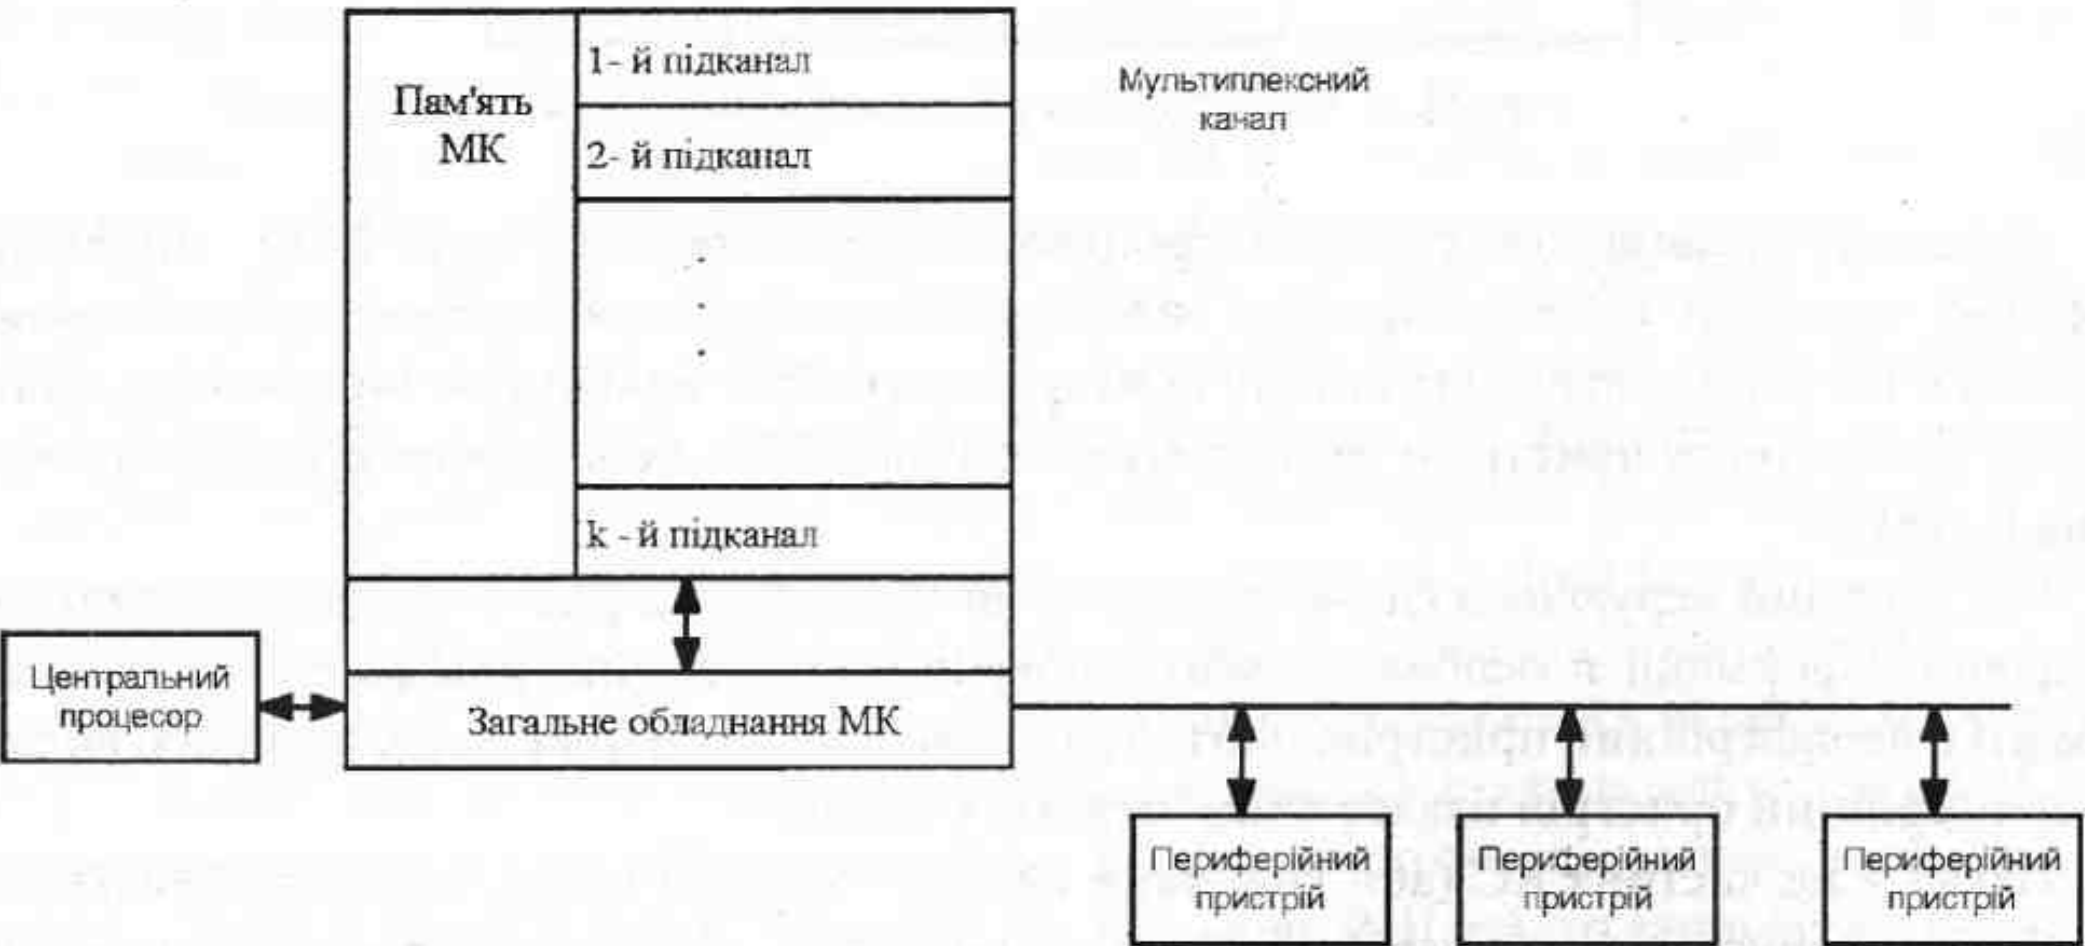 1- й підканал
Пам'ять
МК
2- й підканал
.
.
.
k - й підканал
Мультиплексний
канал
Центральний
процесор
Загальне обладнання МК
Периферійний
пристрій
Периферійний
пристрій
Периферійний
пристрій